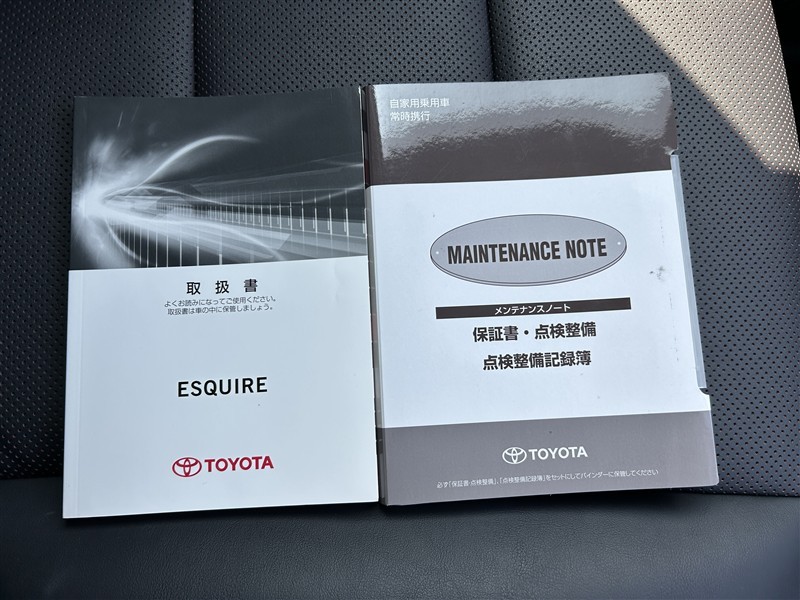 取扱書
よくお読みになってご使用ください。
取扱書は車の中に保管しましょう。
ESQUIRE
TOYOTA
自家用乗用車
常時携行
MAINTENANCE NOTE
メンテナンスノート
保証書・点検整備
点検整備記録簿
TOYOTA
必ず「保証書・点検整備」、「点検整備記録簿」をセットにしてバインダーに保管してください